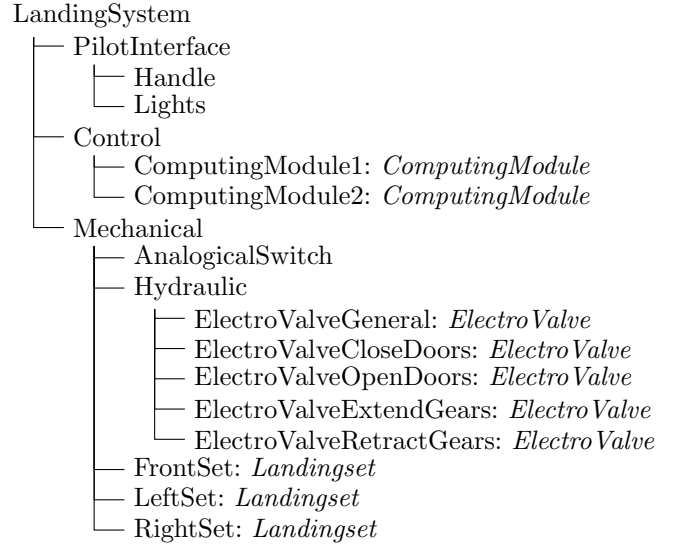 LandingSystem
PilotInterface
Handle
Lights
Control
ComputingModule1: ComputingModule
ComputingModule2: ComputingModule
Mechanical
AnalogicalSwitch
Hydraulic
ElectroValveGeneral: ElectroValve
ElectroValveCloseDoors: ElectroValve
ElectroValveOpenDoors: ElectroValve
ElectroValveExtendGears: ElectroValve
ElectroValveRetractGears: ElectroValve
FrontSet: Landingset
LeftSet: Landingset
RightSet: Landingset